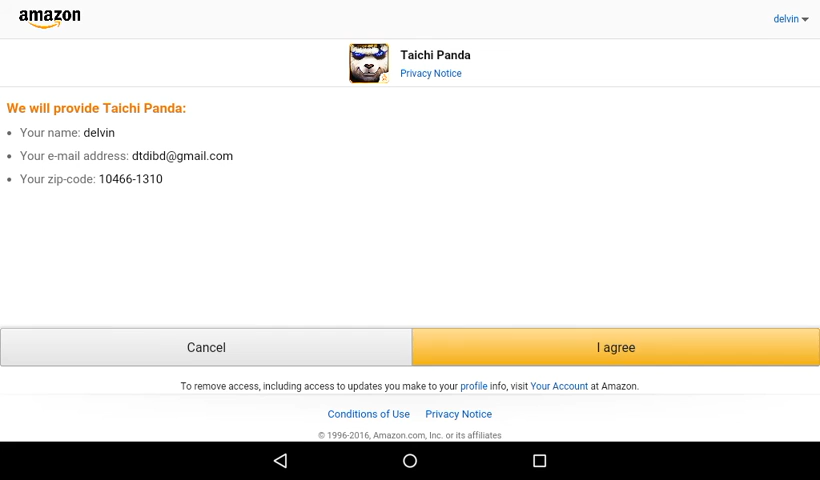 amazon
delvin
Taichi Panda
Privacy Notice
We will provide Taichi Panda:
Your name: delvin
Your e-mail address: dtdibd@gmail.com
Your zip-code: 10466-1310
Cancel
I agree
To remove access, including access to updates you make to your profile info, visit Your Account at Amazon.
Conditions of Use Privacy Notice
© 1996-2016, Amazon.com, Inc. or its affiliates